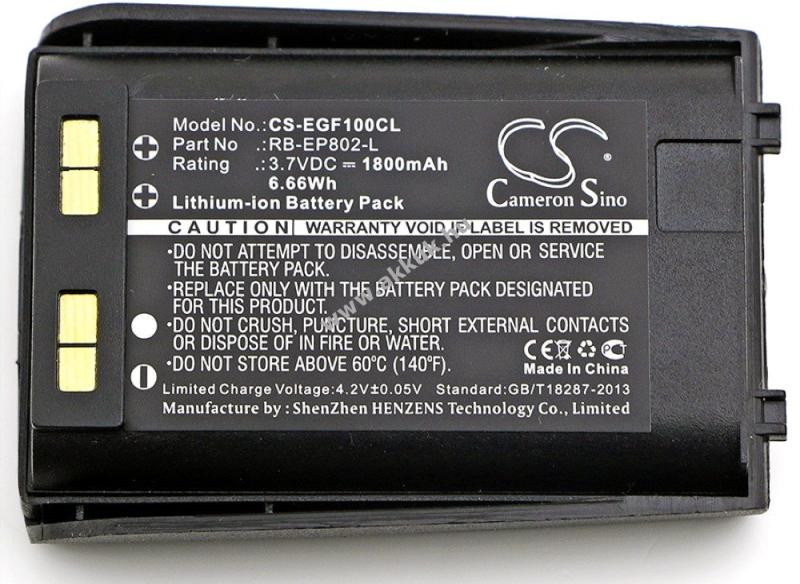 Model No.: CS-EGF100CL
Part No :RB-EP802-L
Rating :3.7VDC ⎓ 1800mAh
6.66Wh
Lithium-ion Battery Pack
CS
Cameron Sino
CAUTION WARRANTY VOID IF LABEL IS REMOVED
•DO NOT ATTEMPT TO DISASSEMBLE, OPEN OR SERVICE
THE BATTERY PACK.
•REPLACE ONLY WITH THE BATTERY PACK DESIGNATED
FOR THIS PRODUCT.
•DO NOT CRUSH, PUNCTURE, SHORT EXTERNAL CONTACTS
OR DISPOSE OF IN FIRE OR WATER.
•DO NOT STORE ABOVE 60°C (140°F).
Limited Charge Voltage:4.2V±0.05V Standard:GB/T18287-2013
Manufacture by : ShenZhen HENZENS Technology Co., Limited
www.akkuk.hu